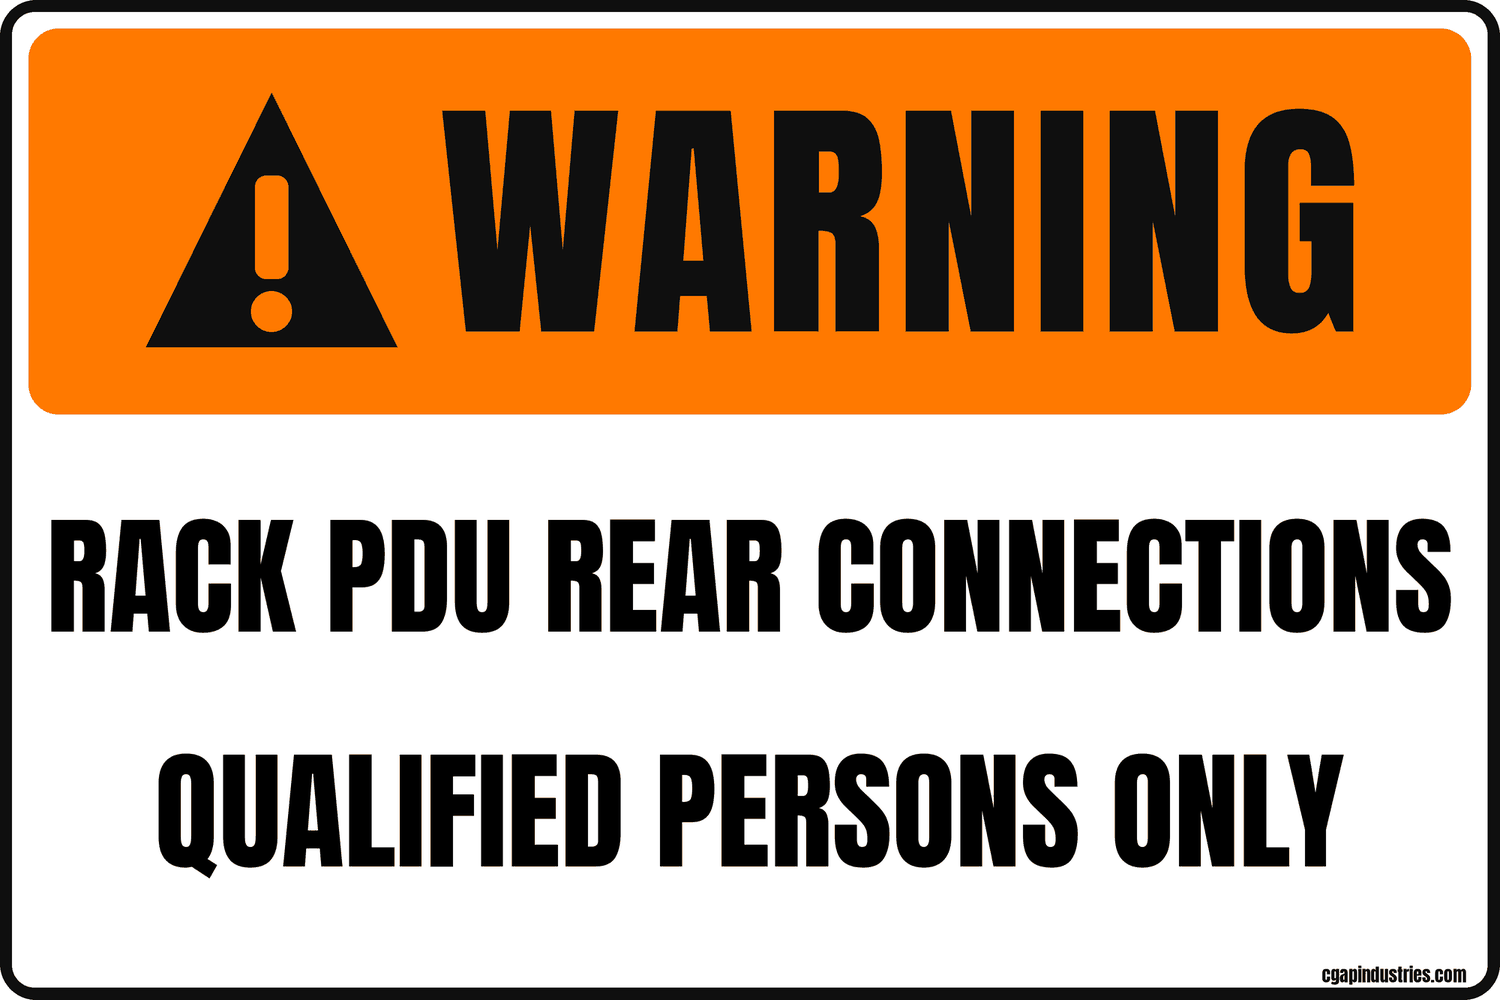 WARNING
RACK PDU REAR CONNECTIONS
QUALIFIED PERSONS ONLY
cgapindustries.com